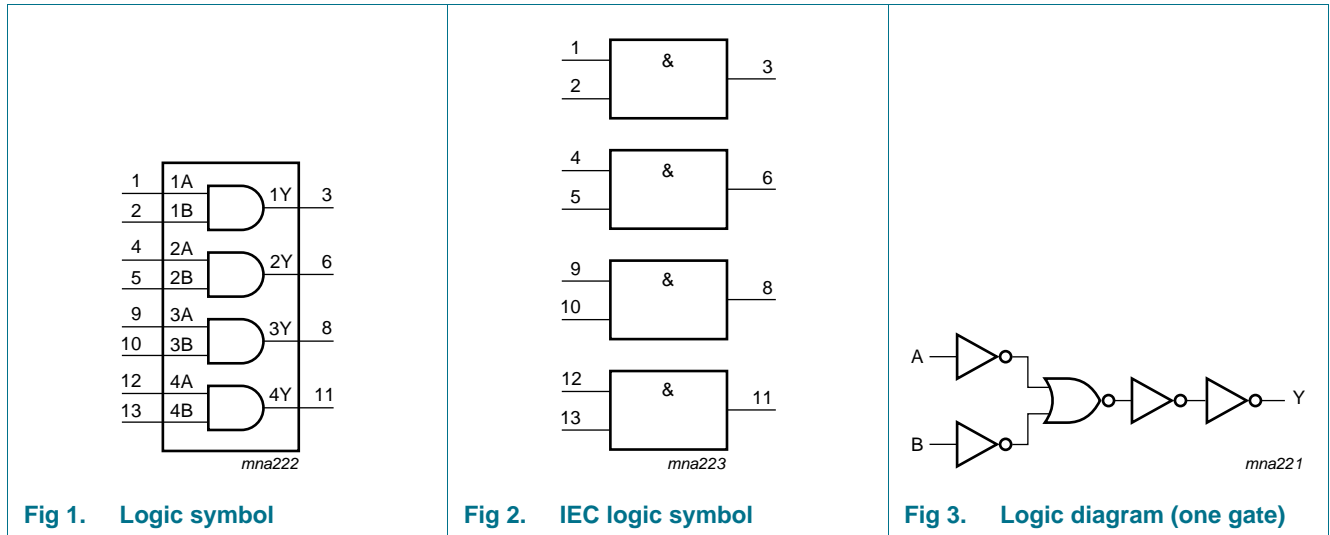 1 1A 1Y 3
2 1B
4 2A 2Y 6
5 2B
9 3A 3Y 8
10 3B
12 4A 4Y 11
13 4B
mna222
Fig 1. Logic symbol
1 & 3
2
4 & 6
5
9 & 8
10
12 & 11
13
mna223
Fig 2. IEC logic symbol
A
Y
B
mna221
Fig 3. Logic diagram (one gate)